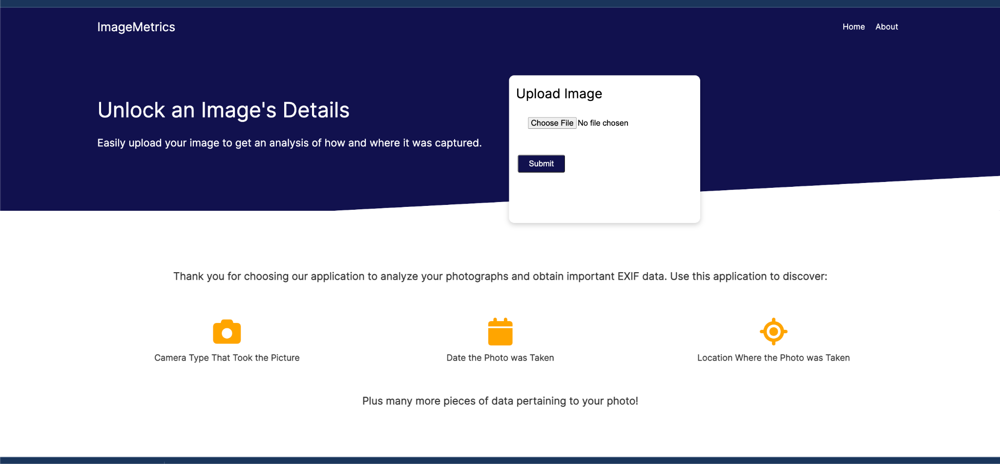 ImageMetrics
Home
About
Unlock an Image's Details
Easily upload your image to get an analysis of how and where it was captured.
Upload Image
Choose File No file chosen
Submit
Thank you for choosing our application to analyze your photographs and obtain important EXIF data. Use this application to discover:
Camera Type That Took the Picture
Date the Photo was Taken
Location Where the Photo was Taken
Plus many more pieces of data pertaining to your photo!